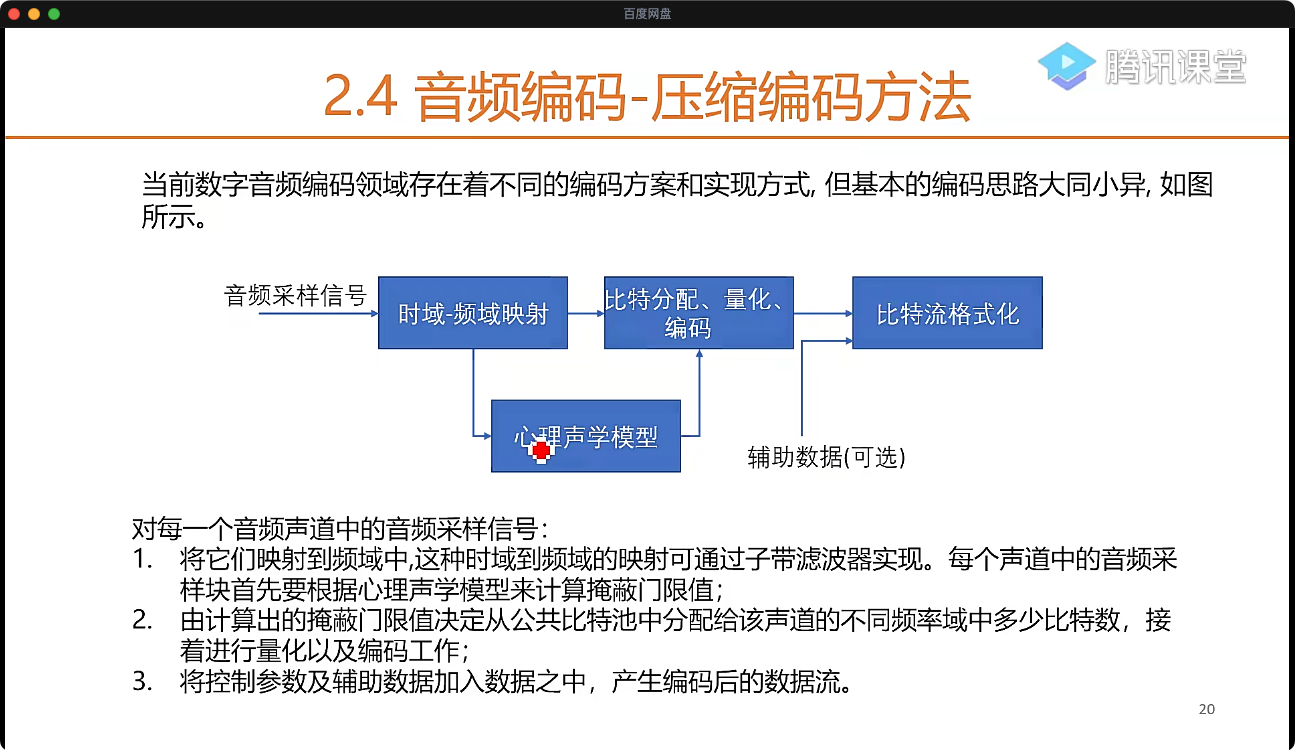 百度网盘
腾讯课堂
2.4 音频编码-压缩编码方法
当前数字音频编码领域存在着不同的编码方案和实现方式, 但基本的编码思路大同小异, 如图
所示。
音频采样信号
时域-频域映射
比特分配、量化、
编码
比特流格式化
心理声学模型
辅助数据(可选)
对每一个音频声道中的音频采样信号：
1. 将它们映射到频域中,这种时域到频域的映射可通过子带滤波器实现。每个声道中的音频采
样块首先要根据心理声学模型来计算掩蔽门限值；
2. 由计算出的掩蔽门限值决定从公共比特池中分配给该声道的不同频率域中多少比特数，接
着进行量化以及编码工作；
3. 将控制参数及辅助数据加入数据之中，产生编码后的数据流。
20